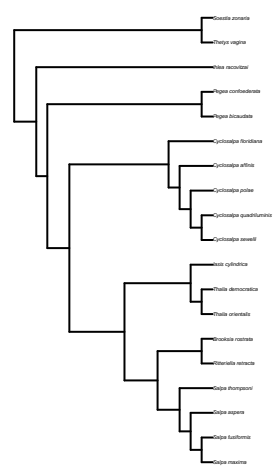 Soestia zonaria
Thetys vagina
Ihlea racovitzai
Pegea confoederata
Pegea bicaudata
Cyclosalpa floridiana
Cyclosalpa affinis
Cyclosalpa polae
Cyclosalpa quadriluminis
Cyclosalpa sewelli
Iasis cylindrica
Thalia democratica
Thalia orientalis
Brooksia rostrata
Ritteriella retracta
Salpa thompsoni
Salpa aspera
Salpa fusiformis
Salpa maxima